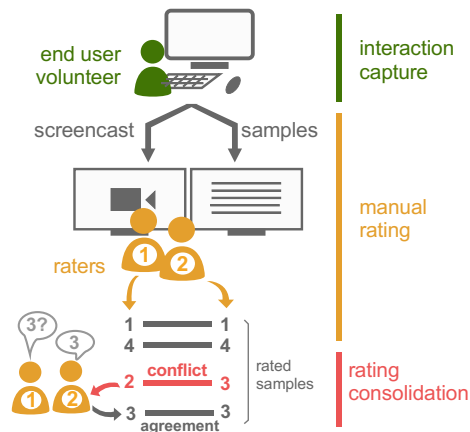 end user
volunteer
interaction
capture
screencast
samples
manual
rating
raters
1
2
3?
3
1
1
4
4
conflict
2
3
rated
samples
rating
consolidation
1
2
3
3
agreement